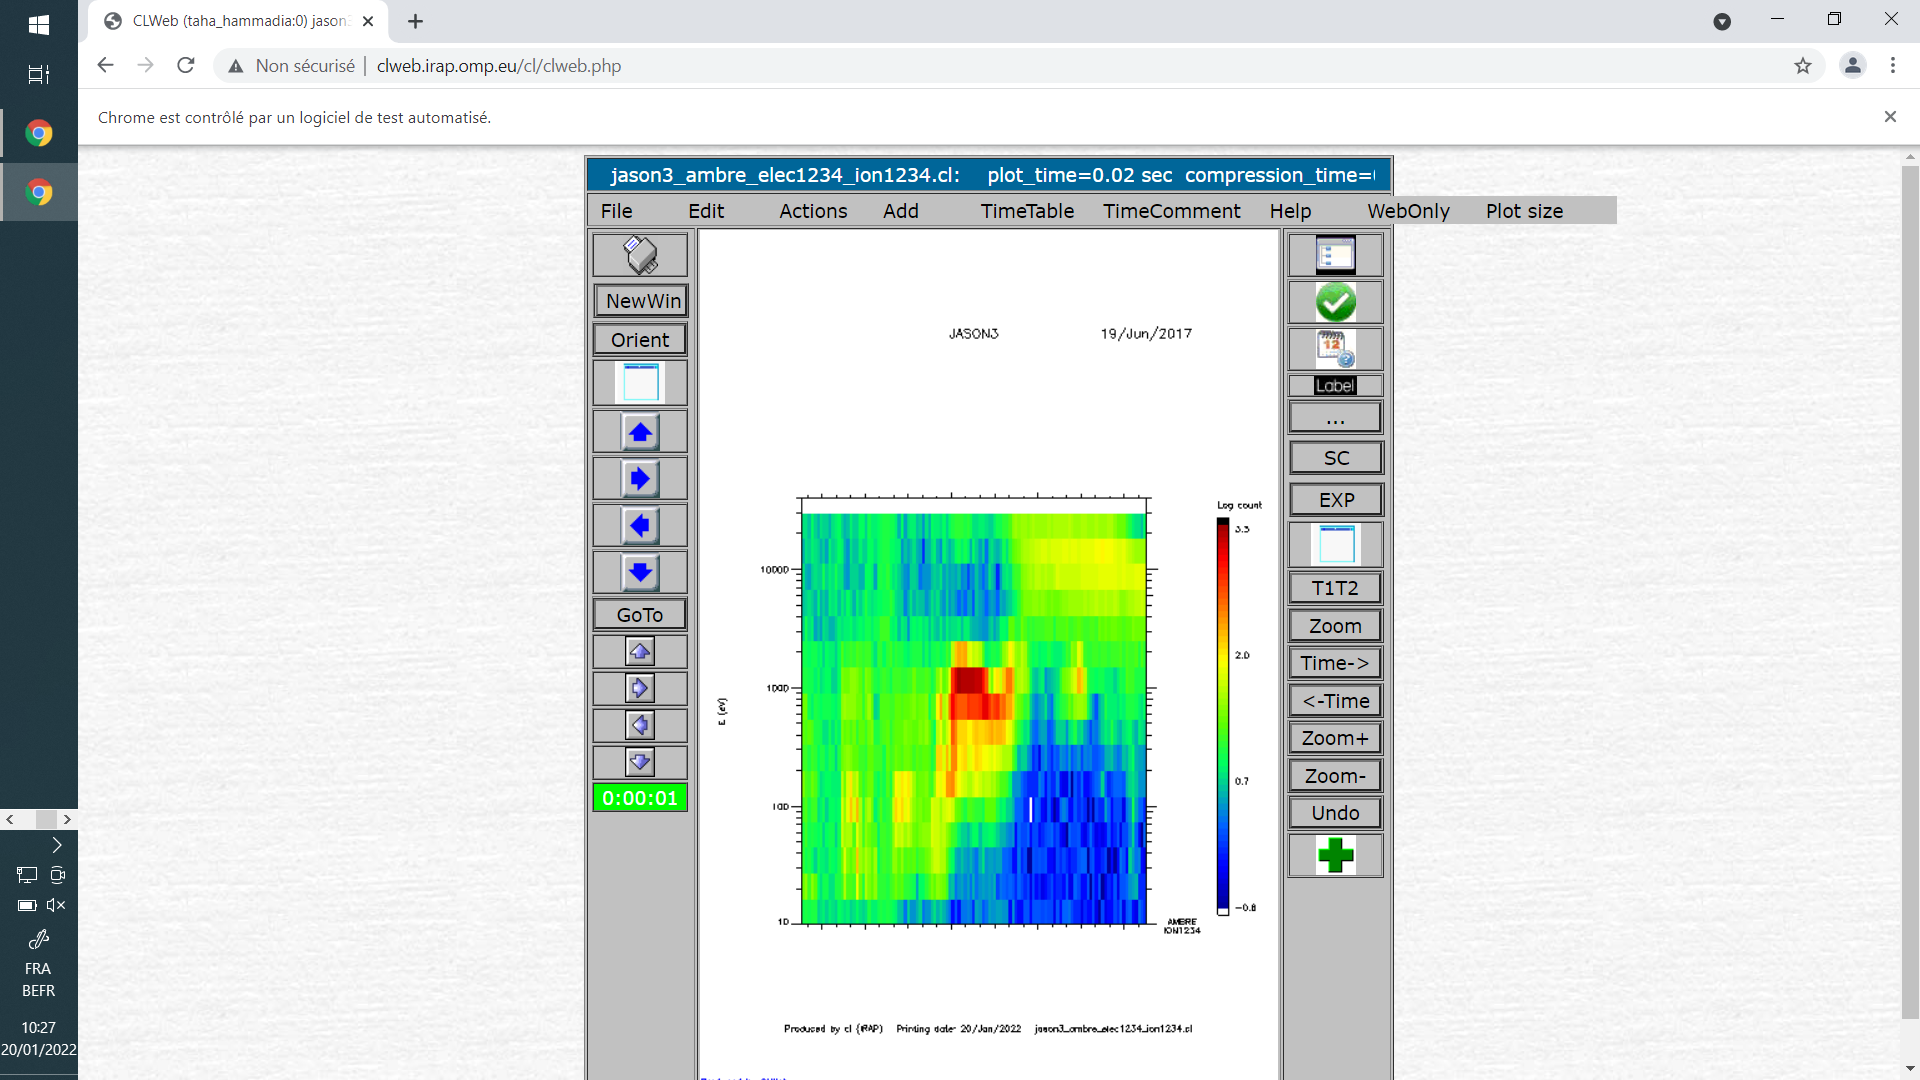 CLWeb (taha_hammadia:0) jason3
Non sécurisé | clweb.irap.omp.eu/cl/clweb.php
Chrome est contrôlé par un logiciel de test automatisé.
jason3_ambre_elec1234_ion1234.cl: plot_time=0.02 sec compression_time=
File Edit Actions Add TimeTable TimeComment Help WebOnly Plot size
NewWin
Orient
GoTo
0:00:01
JASON3 19/Jun/2017
Log count
3.3
2.0
0.7
-0.8
10000
1000
100
10
E (eV)
AMBRE
ION1234
Produced by cl (IRAP) Printing date: 20/Jan/2022 jason3_ambre_elec1234_ion1234.cl
12
Label
...
SC
EXP
T1T2
Zoom
Time->
<-Time
Zoom+
Zoom-
Undo
FRA
BEFR
10:27
20/01/2022